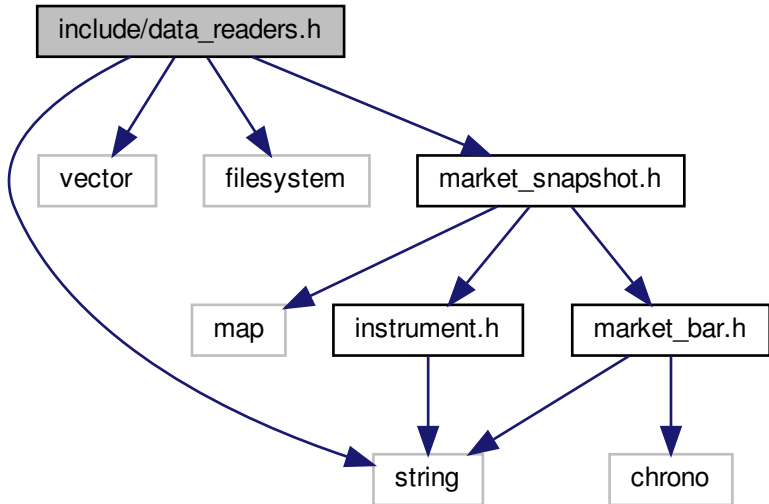 include/data_readers.h
vector
filesystem
market_snapshot.h
map
instrument.h
market_bar.h
string
chrono